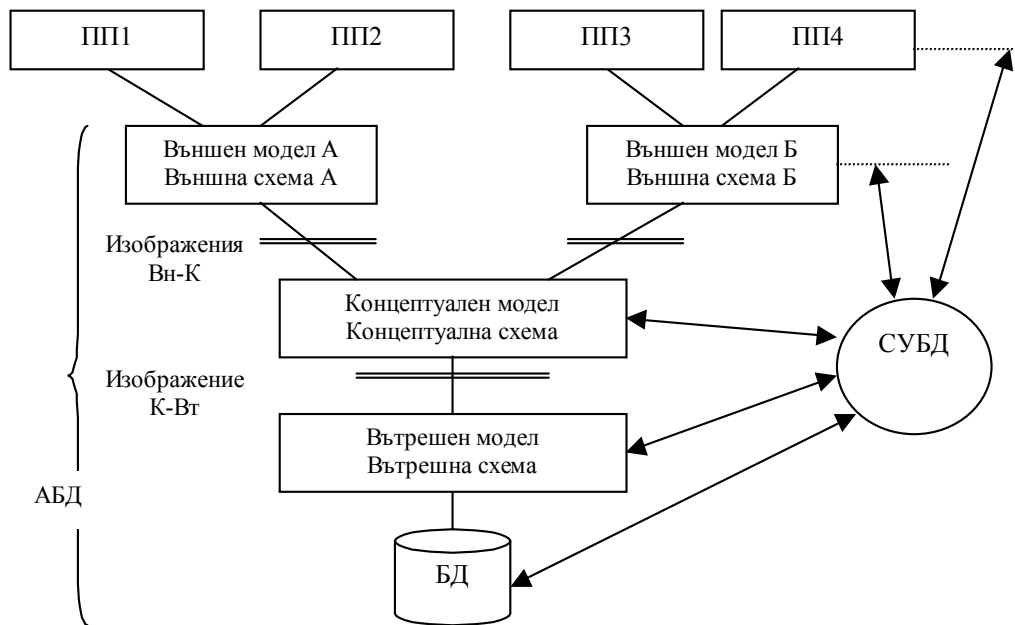 ПП1
ПП2
ПП3
ПП4
Външен модел А
Външна схема А
Външен модел Б
Външна схема Б
Изображения
Вн-К
Концептуален модел
Концептуална схема
СУБД
Изображение
К-Вт
Вътрешен модел
Вътрешна схема
АБД
БД